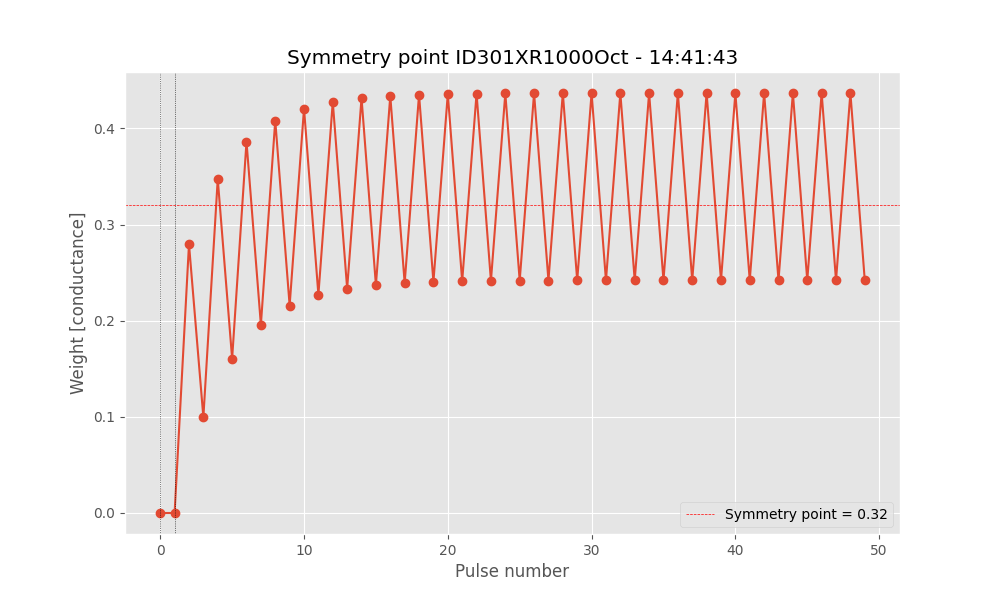 Symmetry point ID301XR1000Oct - 14:41:43
Weight [conductance]
0.4
0.3
0.2
0.1
0.0
Symmetry point = 0.32
0 10 20 30 40 50
Pulse number